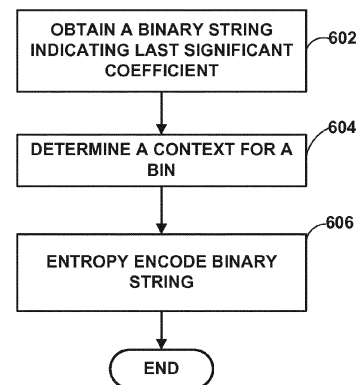 OBTAIN A BINARY STRING
INDICATING LAST SIGNIFICANT
COEFFICIENT
602
DETERMINE A CONTEXT FOR A
BIN
604
606
ENTROPY ENCODE BINARY
STRING
END